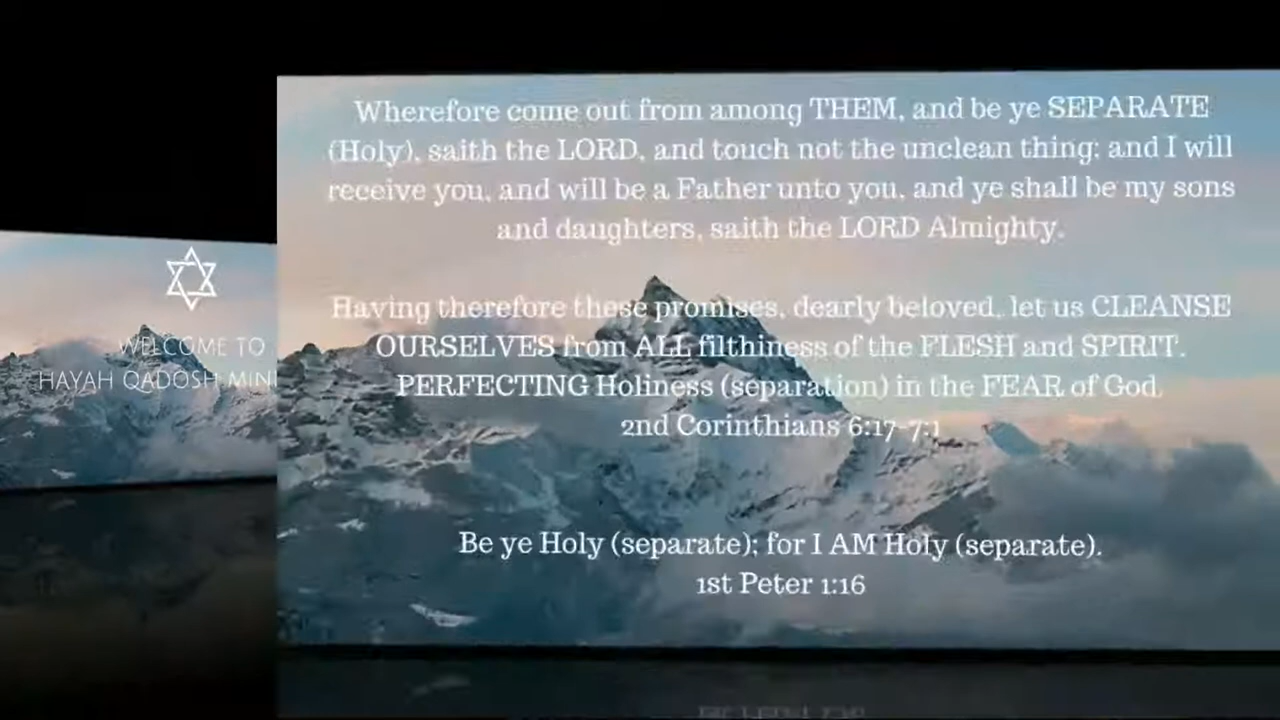 WELCOME TO
HAYAH QADOSH MINI
Wherefore come out from among THEM, and be ye SEPARATE
(Holy), saith the LORD, and touch not the unclean thing; and I will
receive you, and will be a Father unto you, and ye shall be my sons
and daughters, saith the LORD Almighty.
Having therefore these promises, dearly beloved, let us CLEANSE
OURSELVES from ALL filthiness of the FLESH and SPIRIT,
PERFECTING Holiness (separation) in the FEAR of God.
2nd Corinthians 6:17-7:1
Be ye Holy (separate); for I AM Holy (separate).
1st Peter 1:16